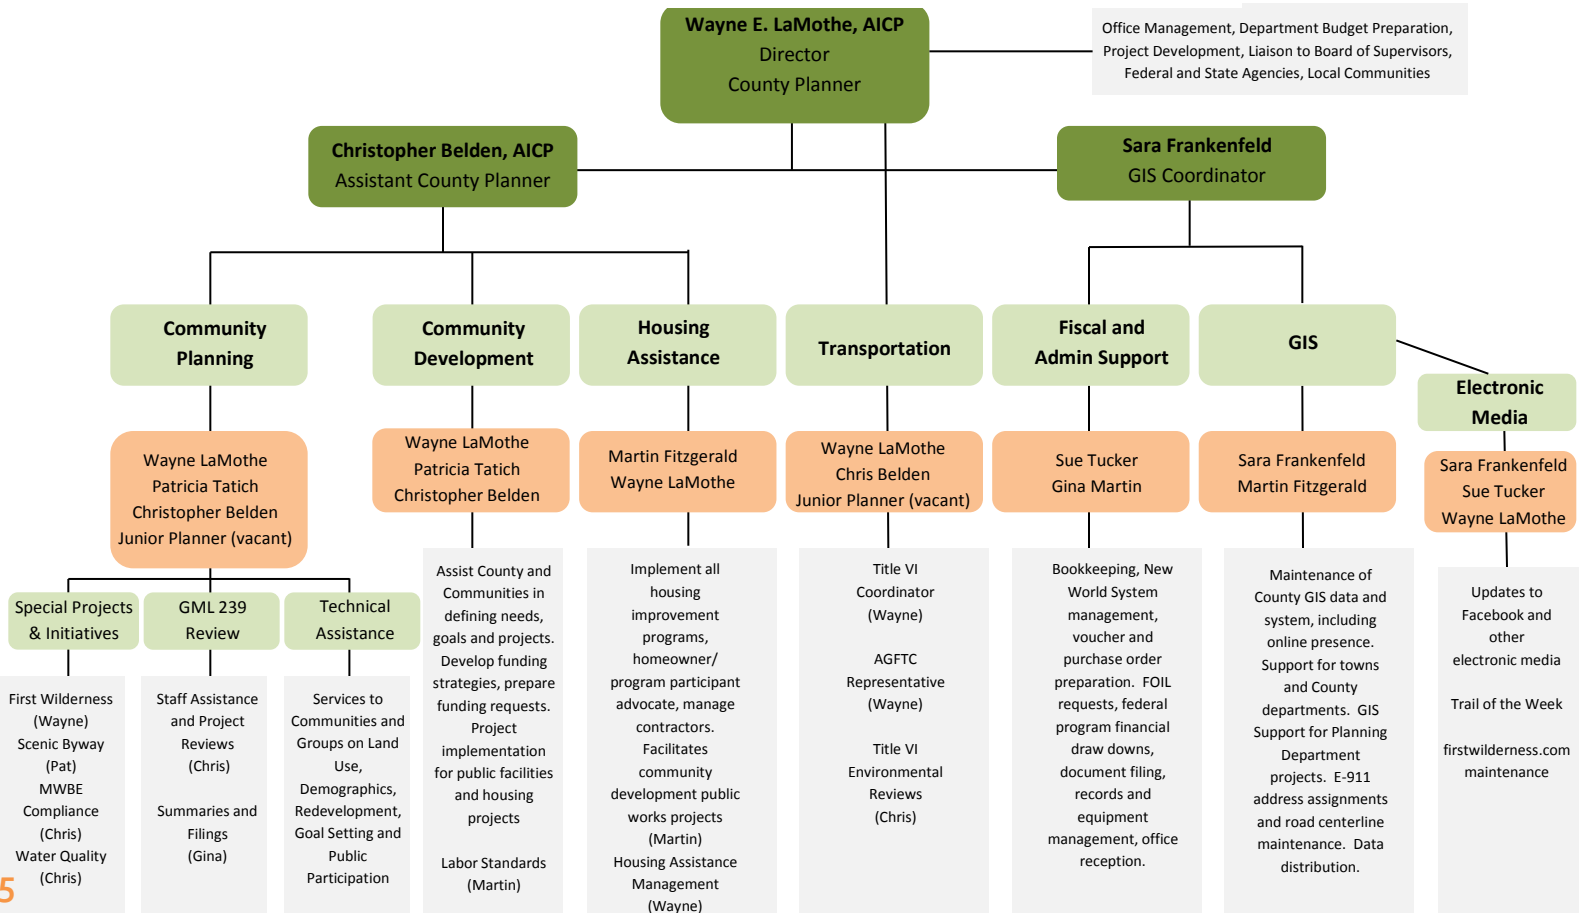 Wayne E. LaMothe, AICP
Director
County Planner
Office Management, Department Budget Preparation,
Project Development, Liaison to Board of Supervisors,
Federal and State Agencies, Local Communities
Christopher Belden, AICP
Assistant County Planner
Sara Frankenfeld
GIS Coordinator
Community
Planning
Community
Development
Housing
Assistance
Transportation
Fiscal and
Admin Support
GIS
Electronic
Media
Wayne LaMothe
Patricia Tatich
Christopher Belden
Junior Planner (vacant)
Wayne LaMothe
Patricia Tatich
Christopher Belden
Martin Fitzgerald
Wayne LaMothe
Wayne LaMothe
Chris Belden
Junior Planner (vacant)
Sue Tucker
Gina Martin
Sara Frankenfeld
Martin Fitzgerald
Sara Frankenfeld
Sue Tucker
Wayne LaMothe
Special Projects
& Initiatives
GML 239
Review
Technical
Assistance
First Wilderness
(Wayne)
Scenic Byway
(Pat)
MWBE
Compliance
(Chris)
Water Quality
(Chris)
Staff Assistance
and Project
Reviews
(Chris)
Summaries and
Filings
(Gina)
Services to
Communities and
Groups on Land
Use,
Demographics,
Redevelopment,
Goal Setting and
Public
Participation
Assist County and
Communities in
defining needs,
goals and projects.
Develop funding
strategies, prepare
funding requests.
Project
implementation
for public facilities
and housing
projects
Labor Standards
(Martin)
Implement all
housing
improvement
programs,
homeowner/
program participant
advocate, manage
contractors.
Facilitates
community
development public
works projects
(Martin)
Housing Assistance
Management
(Wayne)
Title VI
Coordinator
(Wayne)
AGFTC
Representative
(Wayne)
Title VI
Environmental
Reviews
(Chris)
Bookkeeping, New
World System
management,
voucher and
purchase order
preparation. FOIL
requests, federal
program financial
draw downs,
document filing,
records and
equipment
management, office
reception.
Maintenance of
County GIS data and
system, including
online presence.
Support for towns
and County
departments. GIS
Support for Planning
Department
projects. E-911
address assignments
and road centerline
maintenance. Data
distribution.
Updates to
Facebook and
other
electronic media
Trail of the Week
firstwilderness.com
maintenance
5